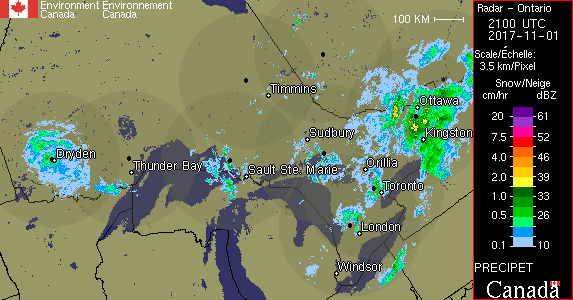 Environment Environnement
Canada Canada
100 KM
Timmins
Ottawa
Sudbury
Kingston
Dryden
Thunder Bay
Sault Ste. Marie
Orillia
Toronto
London
Windsor
Radar - Ontario
2100 UTC
2017-11-01
Scale/Échelle:
3.5 km/Pixel
Snow/Neige
cm/hr dBZ
20 61
7.5 52
4.0 46
2.0 39
1.0 33
0.5 26
0.1 10
PRECIPET
Canada